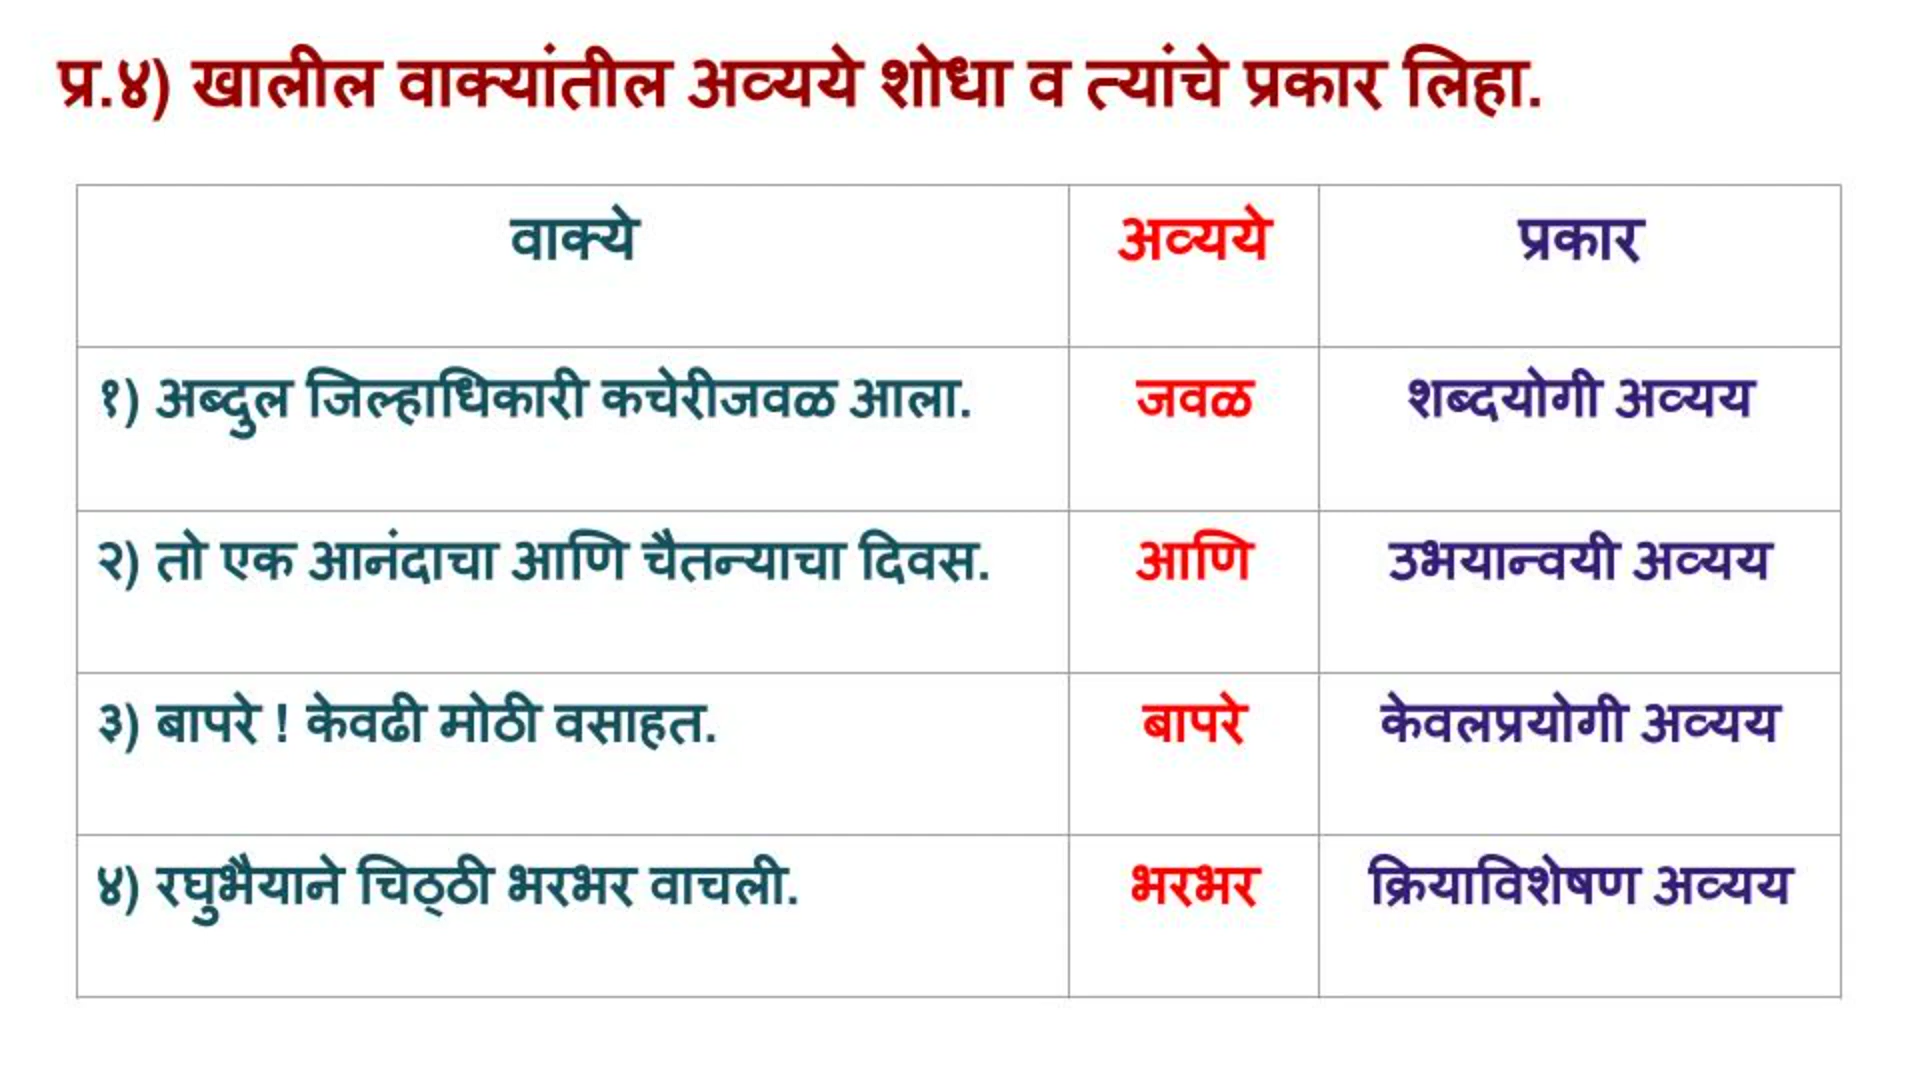 प्र.४) खालील वाक्यांतील अव्यये शोधा व त्यांचे प्रकार लिहा.
वाक्ये अव्यये प्रकार
१) अब्दुल जिल्हाधिकारी कचेरीजवळ आला. जवळ शब्दयोगी अव्यय
२) तो एक आनंदाचा आणि चैतन्याचा दिवस. आणि उभयान्वयी अव्यय
३) बापरे ! केवढी मोठी वसाहत. बापरे केवलप्रयोगी अव्यय
४) रघुभैयाने चिठ्ठी भरभर वाचली. भरभर क्रियाविशेषण अव्यय